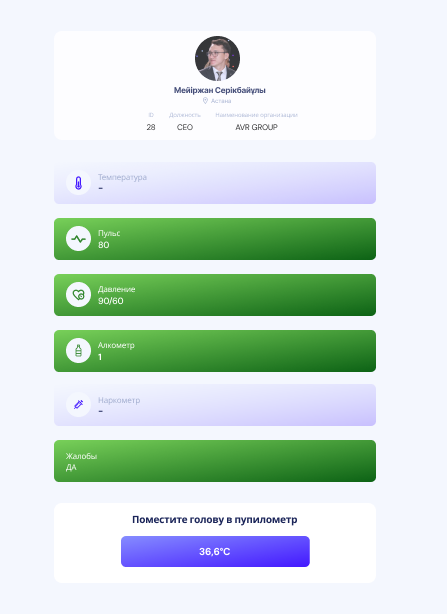 Мейіржан Серікбайұлы
Астана
ID Должность Наименование организации
28 CEO AVR GROUP
Температура
–
Пульс
80
Давление
90/60
Алкометр
1
Наркометр
–
Жалобы
ДА
Поместите голову в пупилометр
36,6°C